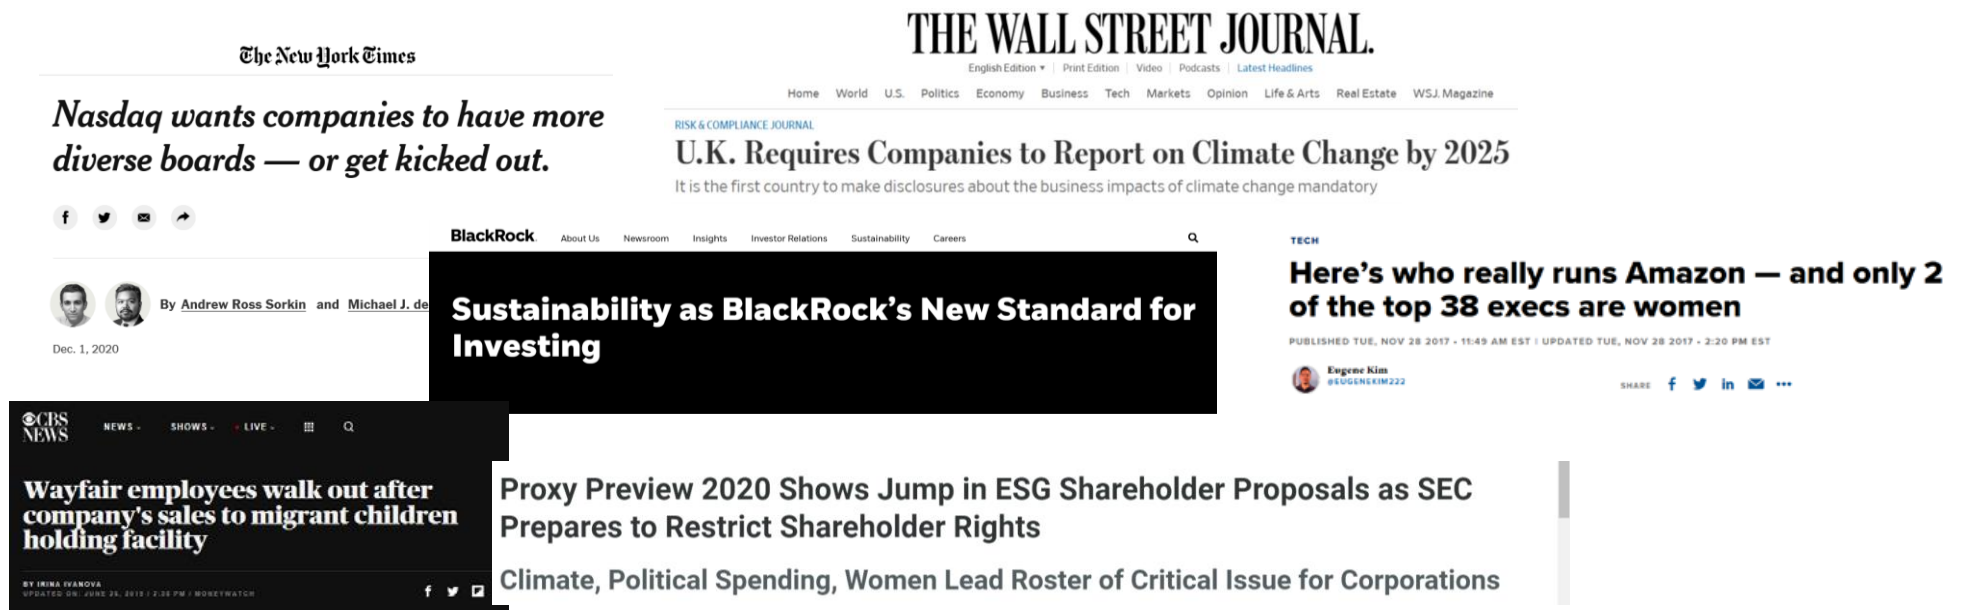 The New York Times
Nasdaq wants companies to have more
diverse boards — or get kicked out.
By Andrew Ross Sorkin and Michael J. de
Dec. 1, 2020
THE WALL STREET JOURNAL.
English Edition Print Edition Video Podcasts Latest Headlines
Home World U.S. Politics Economy Business Tech Markets Opinion Life & Arts Real Estate WSJ. Magazine
RISK & COMPLIANCE JOURNAL
U.K. Requires Companies to Report on Climate Change by 2025
It is the first country to make disclosures about the business impacts of climate change mandatory
BlackRock. About Us Newsroom Insights Investor Relations Sustainability Careers
Sustainability as BlackRock's New Standard for
Investing
TECH
Here's who really runs Amazon — and only 2
of the top 38 execs are women
PUBLISHED TUE, NOV 28 2017 • 11:49 AM EST | UPDATED TUE, NOV 28 2017 • 2:20 PM EST
Eugene Kim
@EUGENEKIM222
SHARE
CBS NEWS
NEWS SHOWS LIVE
Wayfair employees walk out after
company's sales to migrant children
holding facility
BY IRINA IVANOVA
UPDATED ON: JUNE 26, 2019 / 2:35 PM / MONEYWATCH
Proxy Preview 2020 Shows Jump in ESG Shareholder Proposals as SEC
Prepares to Restrict Shareholder Rights
Climate, Political Spending, Women Lead Roster of Critical Issue for Corporations